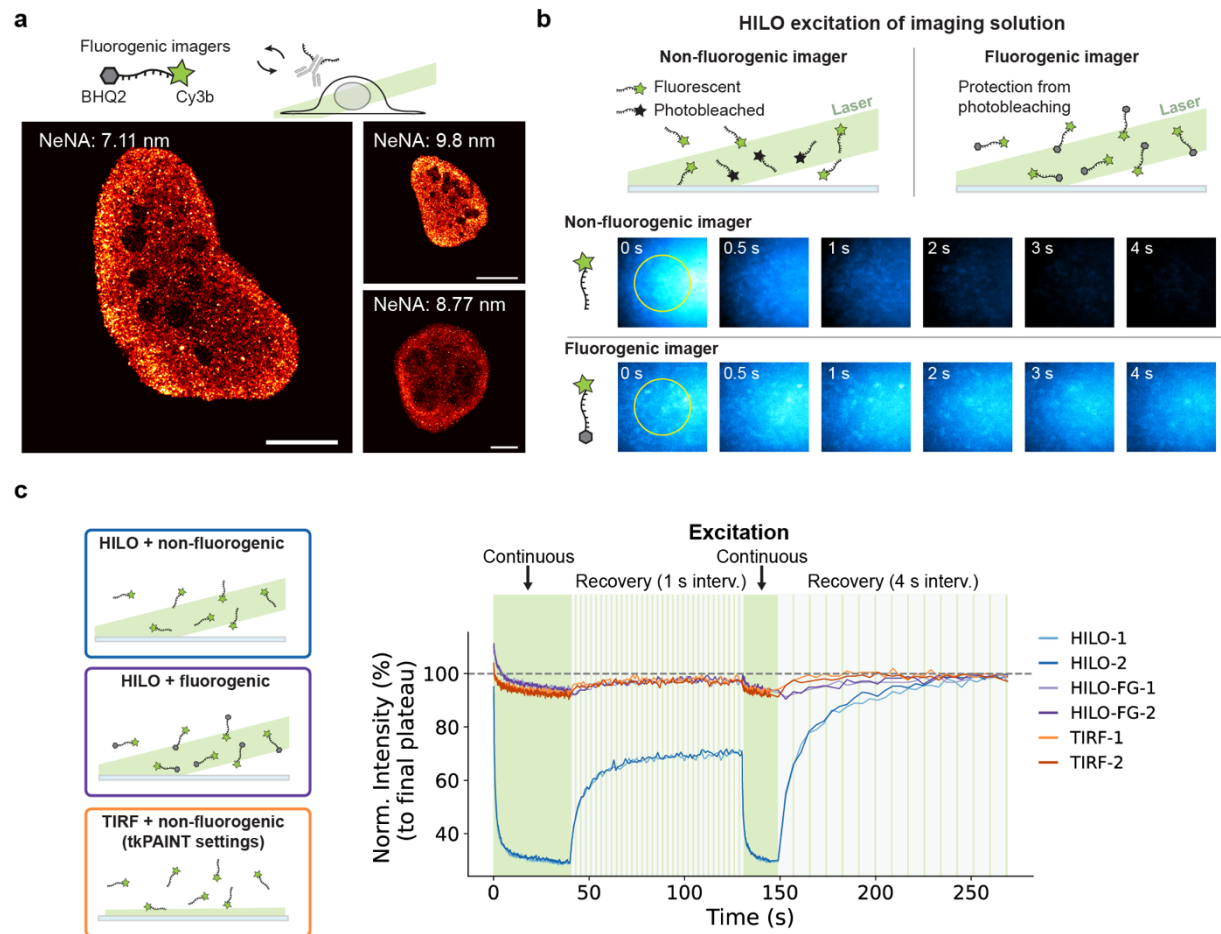 a
Fluorogenic imagers
BHQ2
Cy3b
NeNA: 7.11 nm
NeNA: 9.8 nm
NeNA: 8.77 nm
b
HILO excitation of imaging solution
Non-fluorogenic imager
Fluorescent
Photobleached
Laser
Fluorogenic imager
Protection from
photobleaching
Laser
Non-fluorogenic imager
0 s
0.5 s
1 s
2 s
3 s
4 s
Fluorogenic imager
0 s
0.5 s
1 s
2 s
3 s
4 s
c
HILO + non-fluorogenic
HILO + fluorogenic
TIRF + non-fluorogenic
(tkPAINT settings)
Excitation
Continuous
Recovery (1 s interv.)
Continuous
Recovery (4 s interv.)
Norm. Intensity (%)
(to final plateau)
100
80
60
40
0
50
100
150
200
250
Time (s)
HILO-1
HILO-2
HILO-FG-1
HILO-FG-2
TIRF-1
TIRF-2